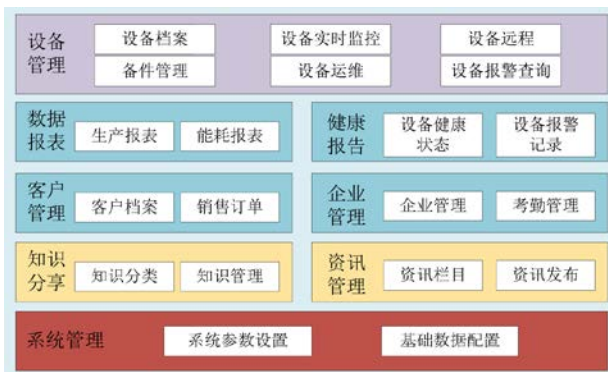 设备
管理
设备档案
设备实时监控
设备远程
备件管理
设备运维
设备报警查询
数据
报表
生产报表
能耗报表
健康
报告
设备健康
状态
设备报警
记录
客户
管理
客户档案
销售订单
企业
管理
企业管理
考勤管理
知识
分享
知识分类
知识管理
资讯
管理
资讯栏目
资讯发布
系统管理
系统参数设置
基础数据配置